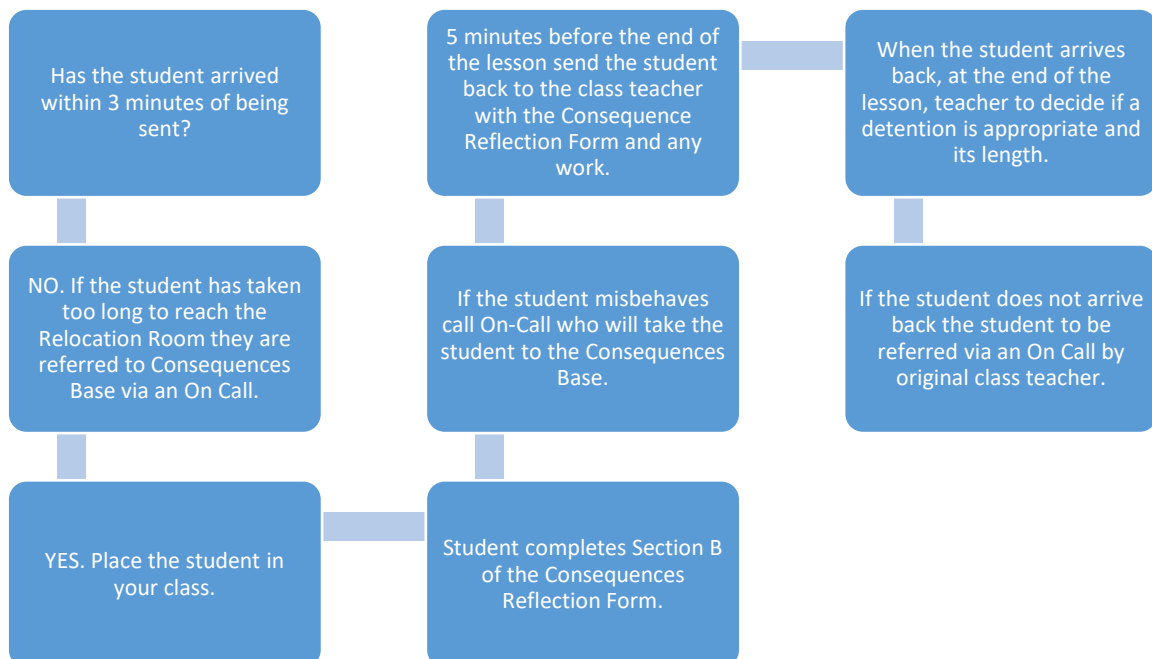 Has the student arrived
within 3 minutes of being
sent?
NO. If the student has taken
too long to reach the
Relocation Room they are
referred to Consequences
Base via an On Call.
YES. Place the student in
your class.
Student completes Section B
of the Consequences
Reflection Form.
If the student misbehaves
call On-Call who will take the
student to the Consequences
Base.
5 minutes before the end of
the lesson send the student
back to the class teacher
with the Consequence
Reflection Form and any
work.
When the student arrives
back, at the end of the
lesson, teacher to decide if a
detention is appropriate and
its length.
If the student does not arrive
back the student to be
referred via an On Call by
original class teacher.